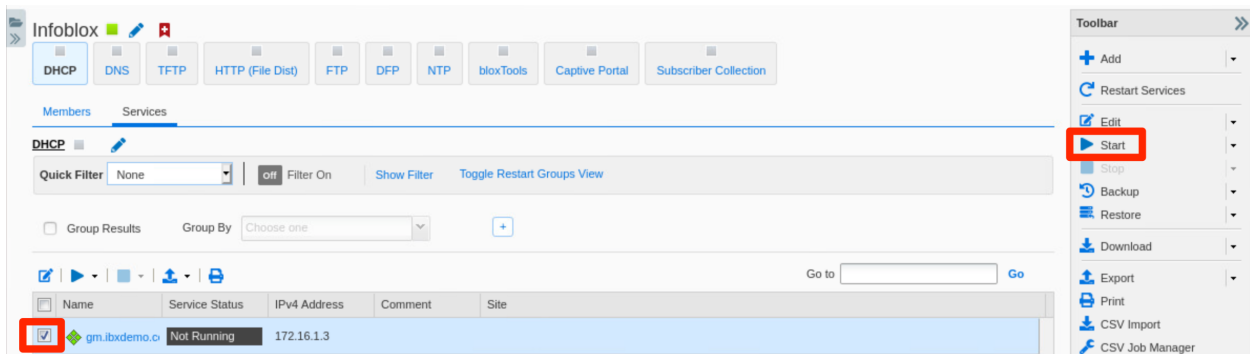 Infoblox
DHCP DNS TFTP HTTP (File Dist) FTP DFP NTP bloxTools Captive Portal Subscriber Collection
Members Services
DHCP
Quick Filter None Off Filter On Show Filter Toggle Restart Groups View
Group Results Group By Choose one +
Go to Go
Name Service Status IPv4 Address Comment Site
gm.ibxdemo.c Not Running 172.16.1.3
Toolbar
Add
Restart Services
Edit
Start
Stop
Backup
Restore
Download
Export
Print
CSV Import
CSV Job Manager